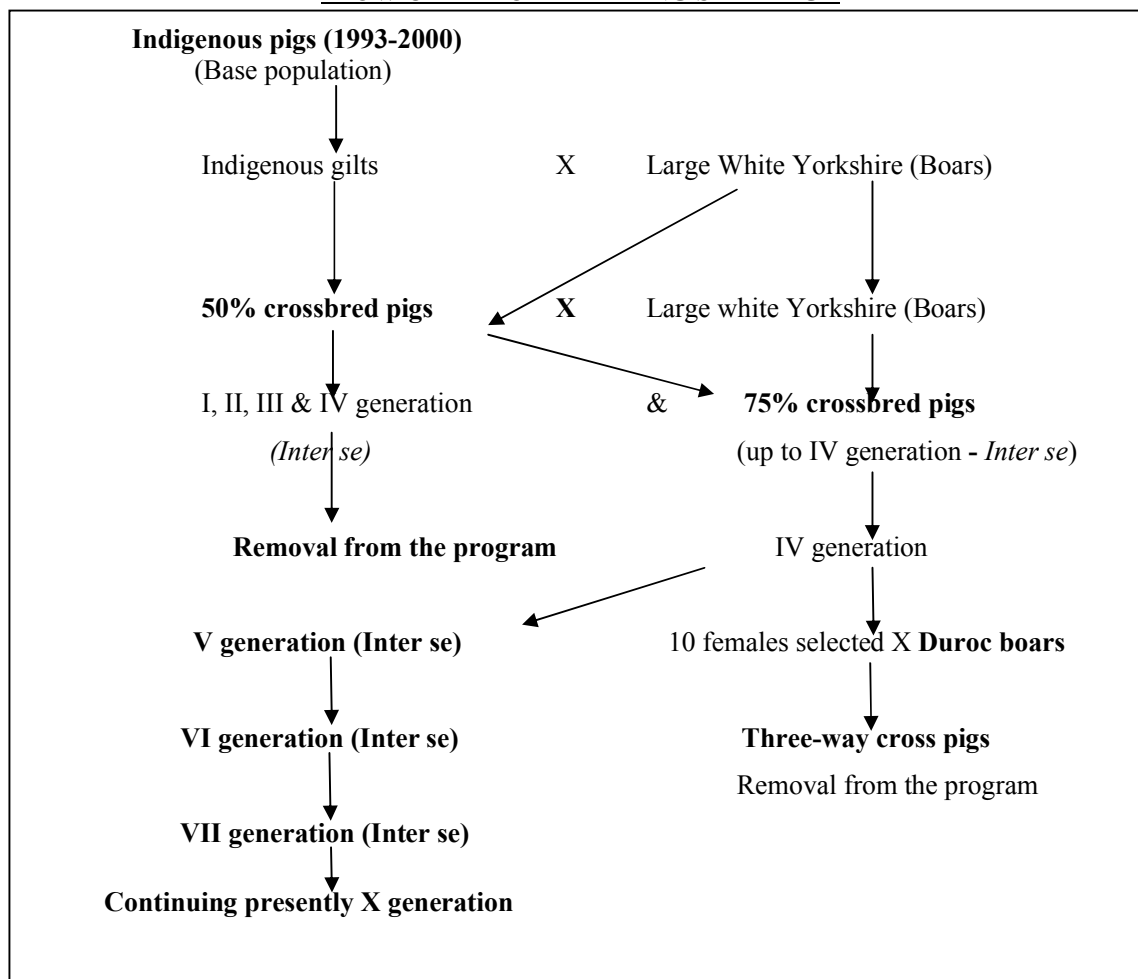 Indigenous pigs (1993-2000)
(Base population)
Indigenous gilts X Large White Yorkshire (Boars)
50% crossbred pigs X Large white Yorkshire (Boars)
I, II, III & IV generation & 75% crossbred pigs
(Inter se) (up to IV generation - Inter se)
Removal from the program IV generation
V generation (Inter se) 10 females selected X Duroc boars
VI generation (Inter se) Three-way cross pigs
Removal from the program
VII generation (Inter se)
Continuing presently X generation